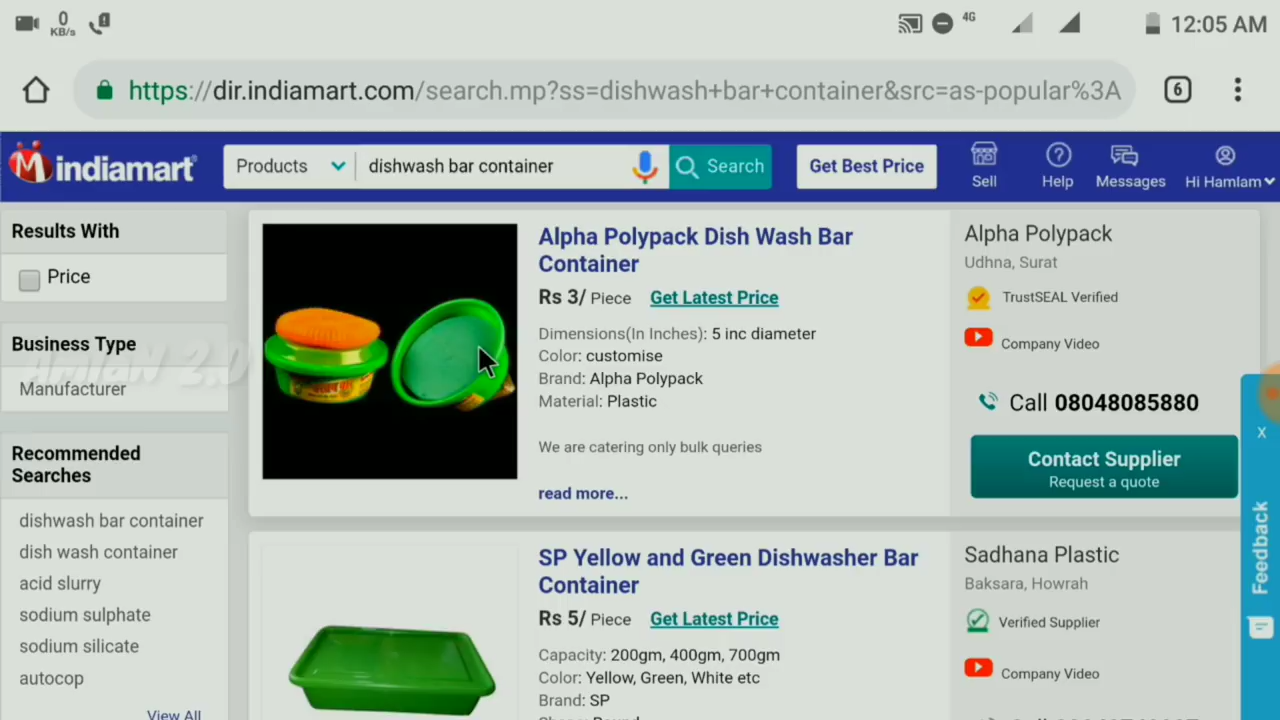 0
KB/s
4G
12:05 AM
https://dir.indiamart.com/search.mp?ss=dishwash+bar+container&src=as-popular%3A
6
M indiamart
Products
dishwash bar container
Search
Get Best Price
Sell
Help
Messages
Hi Hamlam
Results With
Price
Business Type
Manufacturer
Recommended
Searches
dishwash bar container
dish wash container
acid slurry
sodium sulphate
sodium silicate
autocop
View All
Alpha Polypack Dish Wash Bar
Container
Rs 3/ Piece Get Latest Price
Dimensions(In Inches): 5 inc diameter
Color: customise
Brand: Alpha Polypack
Material: Plastic
We are catering only bulk queries
read more...
Alpha Polypack
Udhna, Surat
TrustSEAL Verified
Company Video
Call 08048085880
Contact Supplier
Request a quote
SP Yellow and Green Dishwasher Bar
Container
Rs 5/ Piece Get Latest Price
Capacity: 200gm, 400gm, 700gm
Color: Yellow, Green, White etc
Brand: SP
Sadhana Plastic
Baksara, Howrah
Verified Supplier
Company Video
X
Feedback